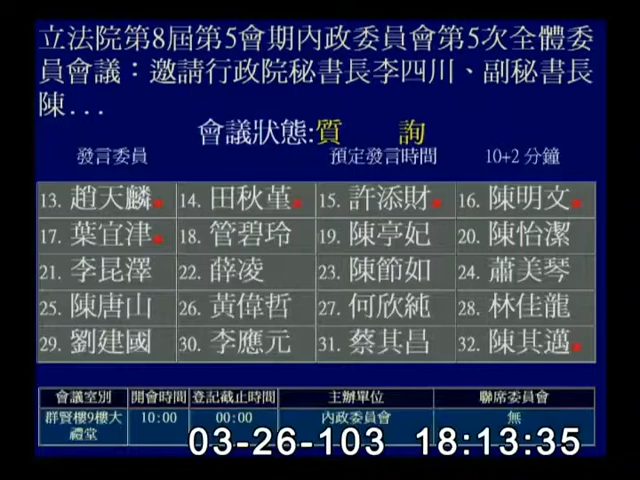 立法院第8屆第5會期內政委員會第5次全體委
員會議：邀請行政院秘書長李四川、副秘書長
陳...
會議狀態:質 詢
發言委員 預定發言時間 10+2 分鐘
13. 趙天麟 14. 田秋堇 15. 許添財 16. 陳明文
17. 葉宜津 18. 管碧玲 19. 陳亭妃 20. 陳怡潔
21. 李昆澤 22. 薛凌 23. 陳節如 24. 蕭美琴
25. 陳唐山 26. 黃偉哲 27. 何欣純 28. 林佳龍
29. 劉建國 30. 李應元 31. 蔡其昌 32. 陳其邁
會議室別 開會時間 登記截止時間 主辦單位 聯席委員會
群賢樓9樓大 10:00 00:00 內政委員會 無
禮堂
03-26-103 18:13:35